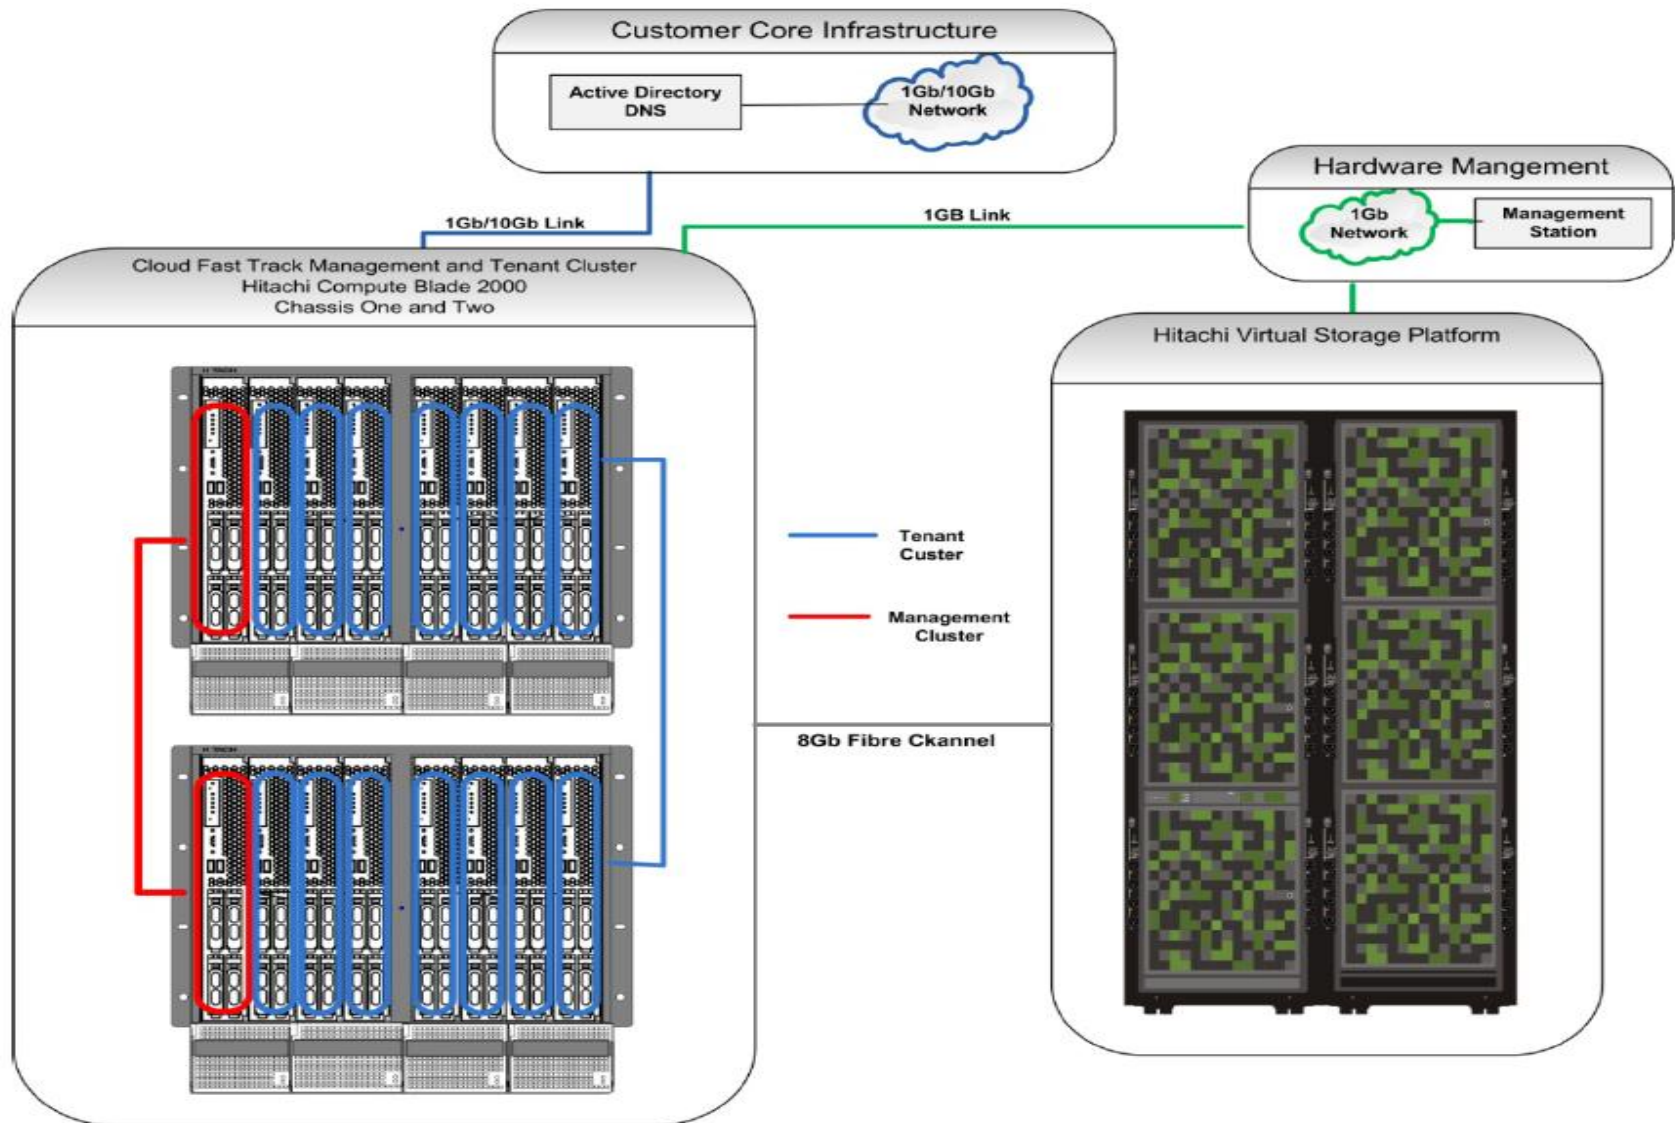 Customer Core Infrastructure
Active Directory
DNS
1Gb/10Gb
Network
Hardware Mangement
1Gb
Network
Management
Station
1Gb/10Gb Link
1GB Link
Cloud Fast Track Management and Tenant Cluster
Hitachi Compute Blade 2000
Chassis One and Two
Hitachi Virtual Storage Platform
Tenant
Custer
Management
Cluster
8Gb Fibre Ckannel